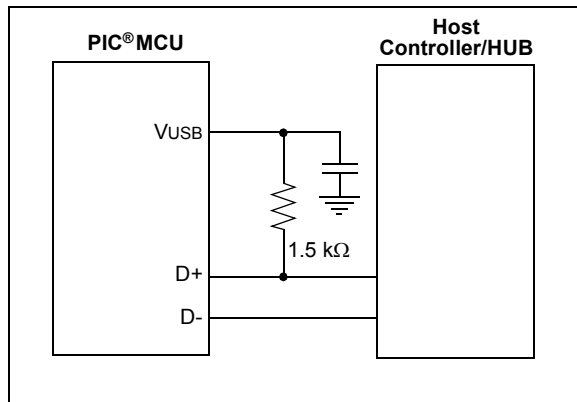 PIC® MCU
Host
Controller/HUB
VUSB
1.5 kΩ
D+
D-